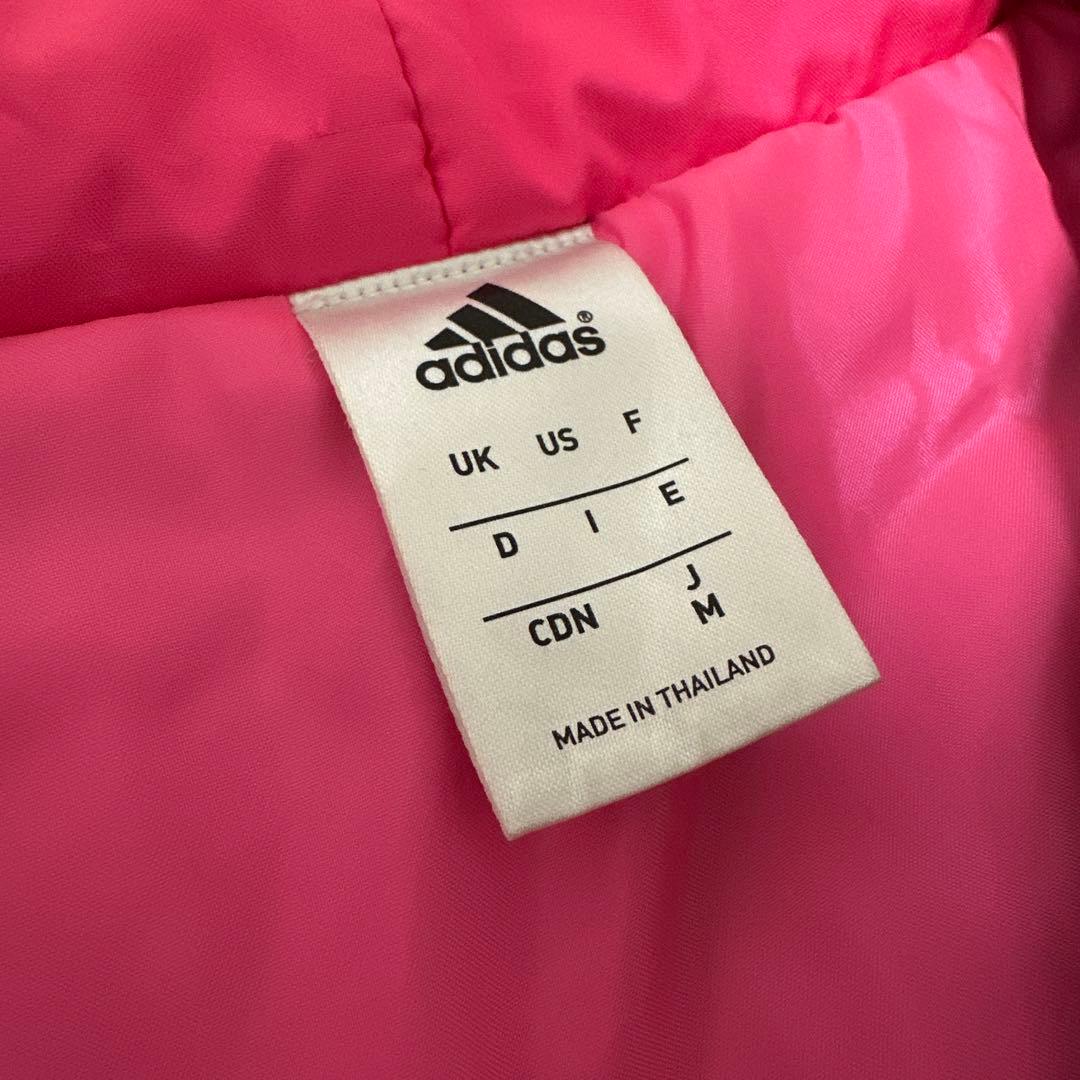 adidas®
UK US F
D I E
CDN J
M
MADE IN THAILAND